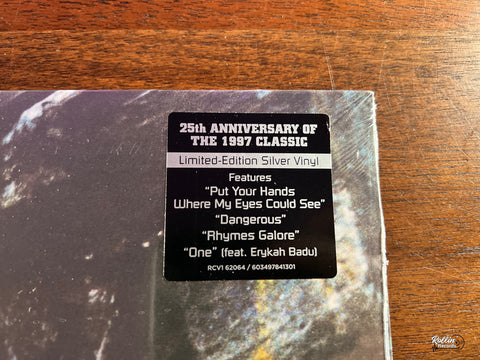 25th ANNIVERSARY OF
THE 1997 CLASSIC
Limited-Edition Silver Vinyl
Features
“Put Your Hands
Where My Eyes Could See”
“Dangerous”
“Rhymes Galore”
“One” (feat. Erykah Badu)
RCV1 62064 / 603497841301
Rollin
Records